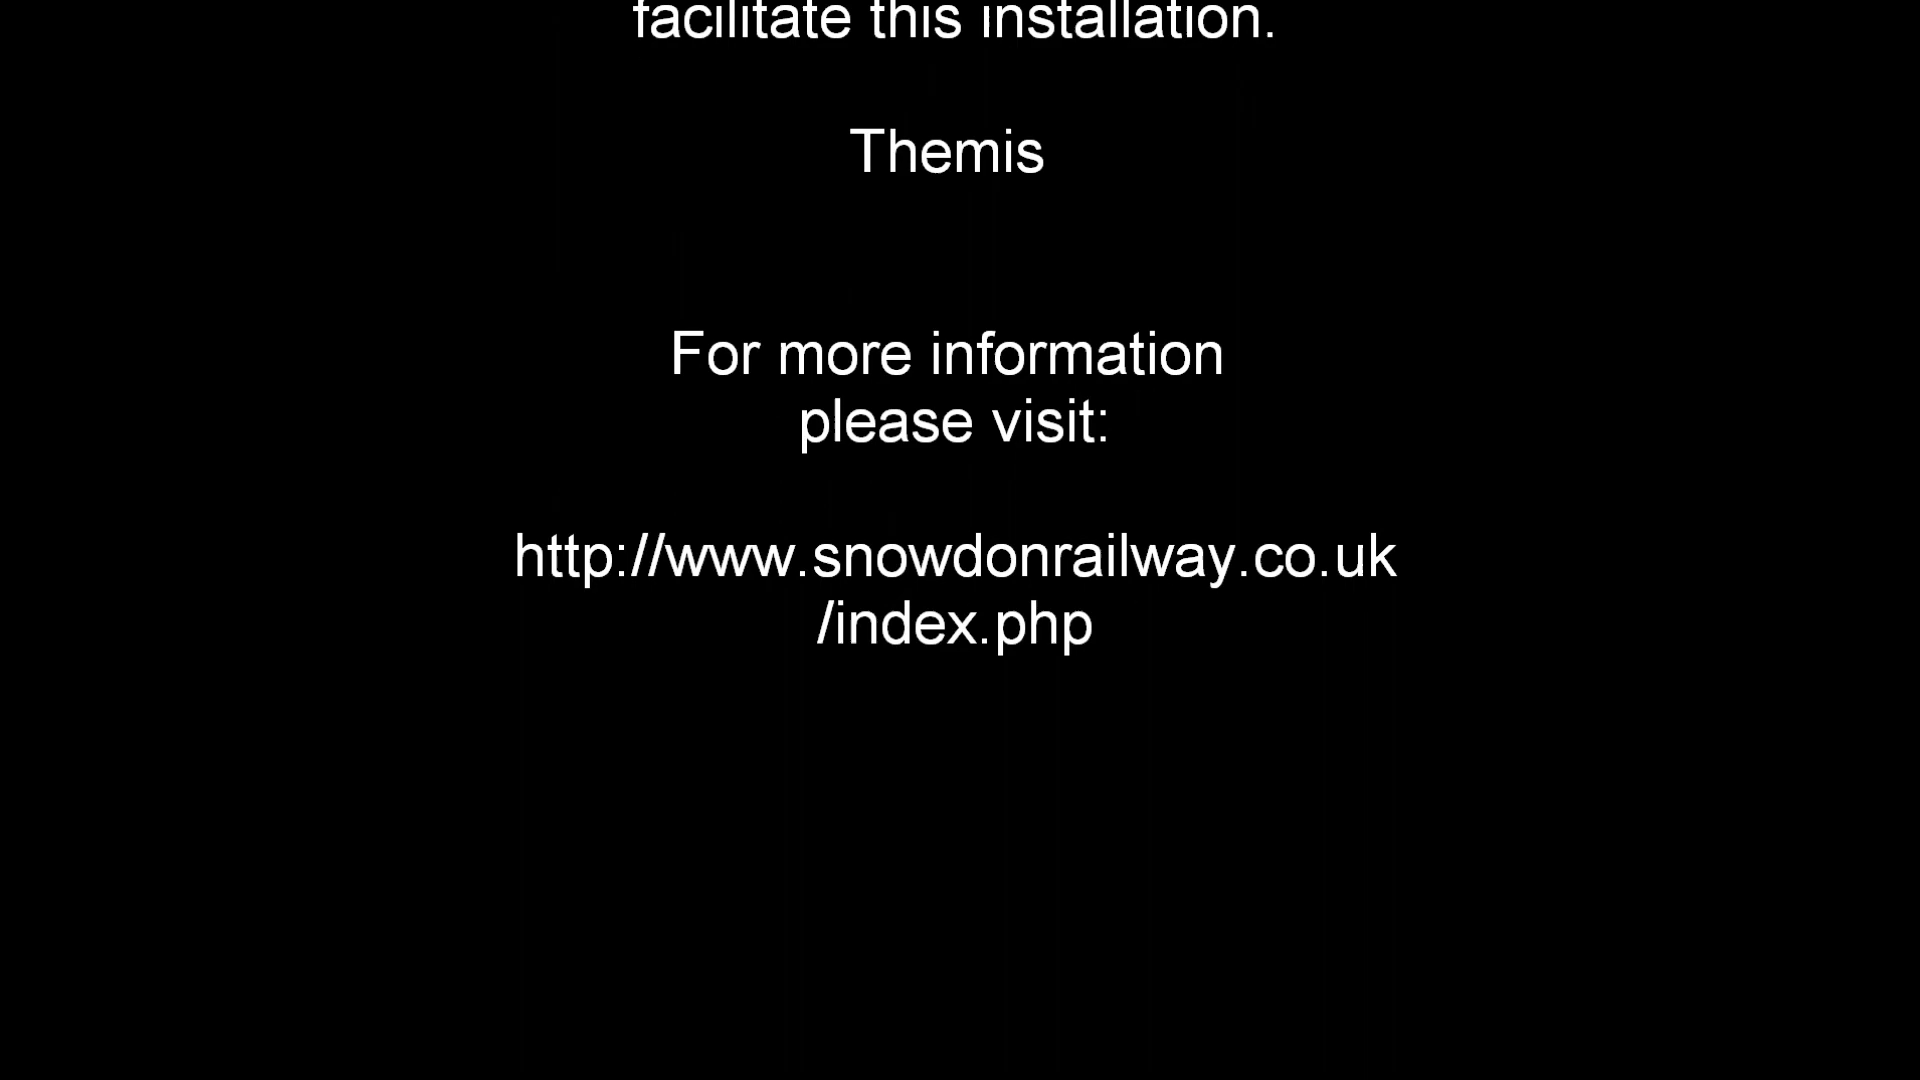 facilitate this installation.
Themis
For more information
please visit:
http://www.snowdonrailway.co.uk
/index.php